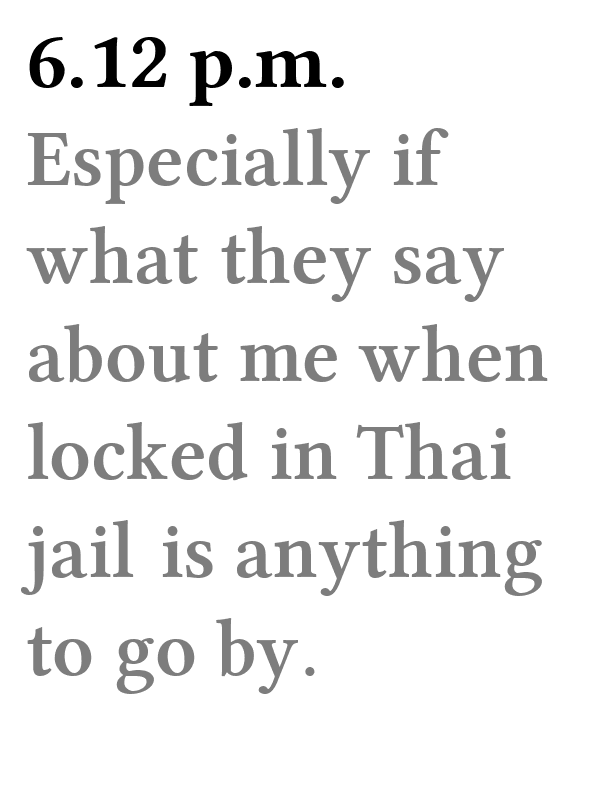 6.12 p.m.
Especially if
what they say
about me when
locked in Thai
jail is anything
to go by.